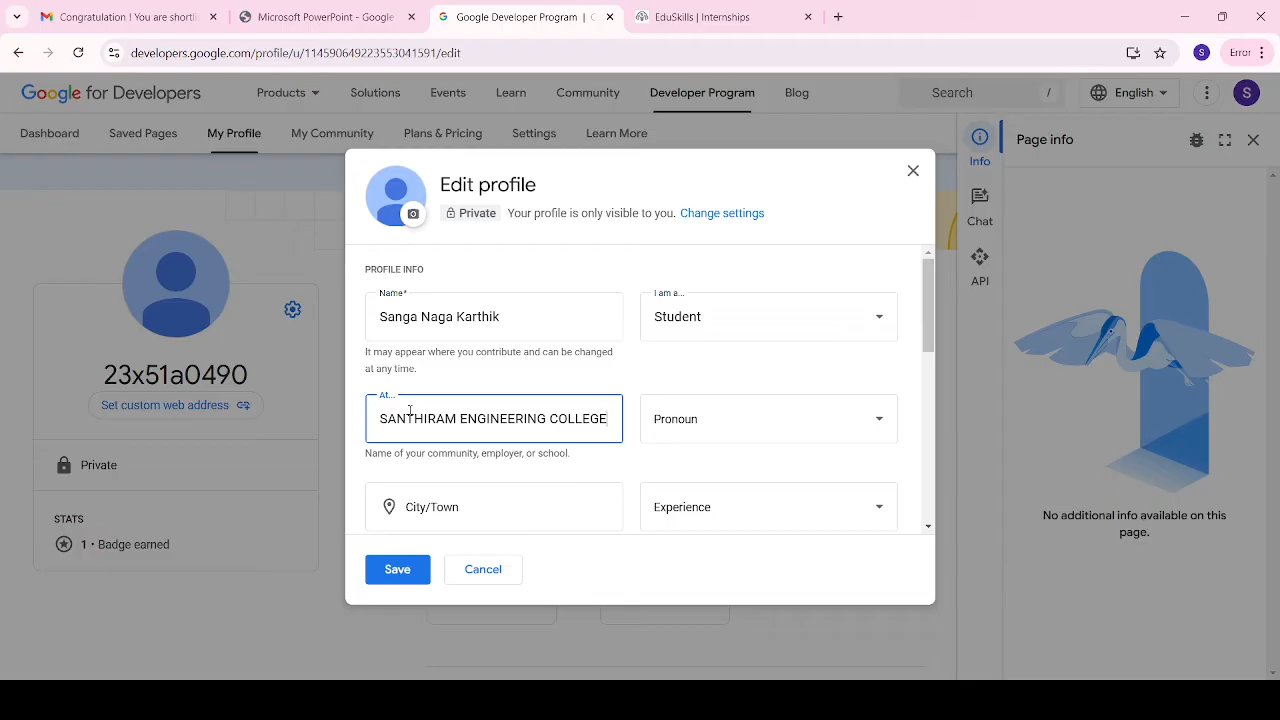 Congratulation ! You are shortli
Microsoft PowerPoint - Google
Google Developer Program |
EduSkills | Internships
developers.google.com/profile/u/114590649223553041591/edit
S
Error
Google for Developers
Products
Solutions
Events
Learn
Community
Developer Program
Blog
Search
/
English
S
Dashboard
Saved Pages
My Profile
My Community
Plans & Pricing
Settings
Learn More
Info
Chat
API
Page info
No additional info available on this
page.
23x51a0490
Set custom web address
Private
STATS
1 • Badge earned
Edit profile
Private
Your profile is only visible to you. Change settings
PROFILE INFO
Name*
Sanga Naga Karthik
It may appear where you contribute and can be changed
at any time.
I am a...
Student
At...
SANTHIRAM ENGINEERING COLLEGE
Name of your community, employer, or school.
Pronoun
City/Town
Experience
Save
Cancel